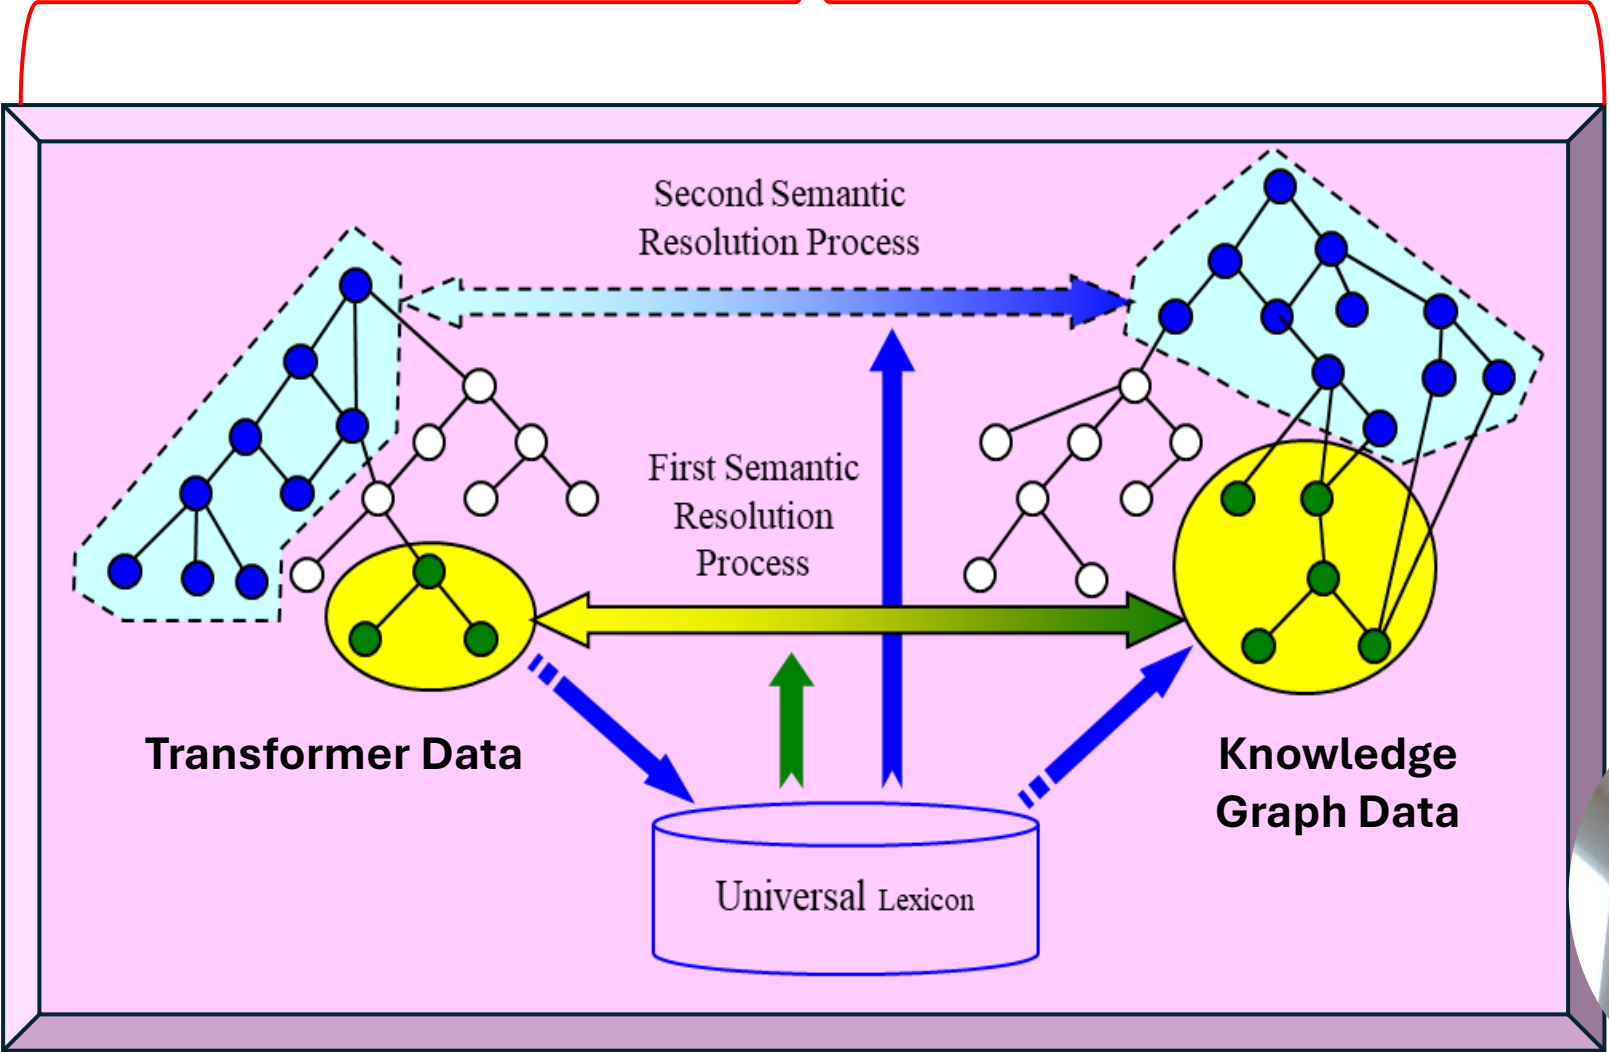 Second Semantic
Resolution Process
First Semantic
Resolution
Process
Transformer Data
Knowledge
Graph Data
Universal Lexicon